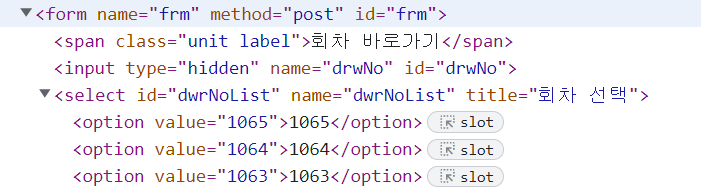 ▼<form name="frm" method="post" id="frm">
<span class="unit label">회차 바로가기</span>
<input type="hidden" name="drwNo" id="drwNo">
▼<select id="dwrNoList" name="dwrNoList" title="회차 선택">
<option value="1065">1065</option> slot
<option value="1064">1064</option> slot
<option value="1063">1063</option> slot